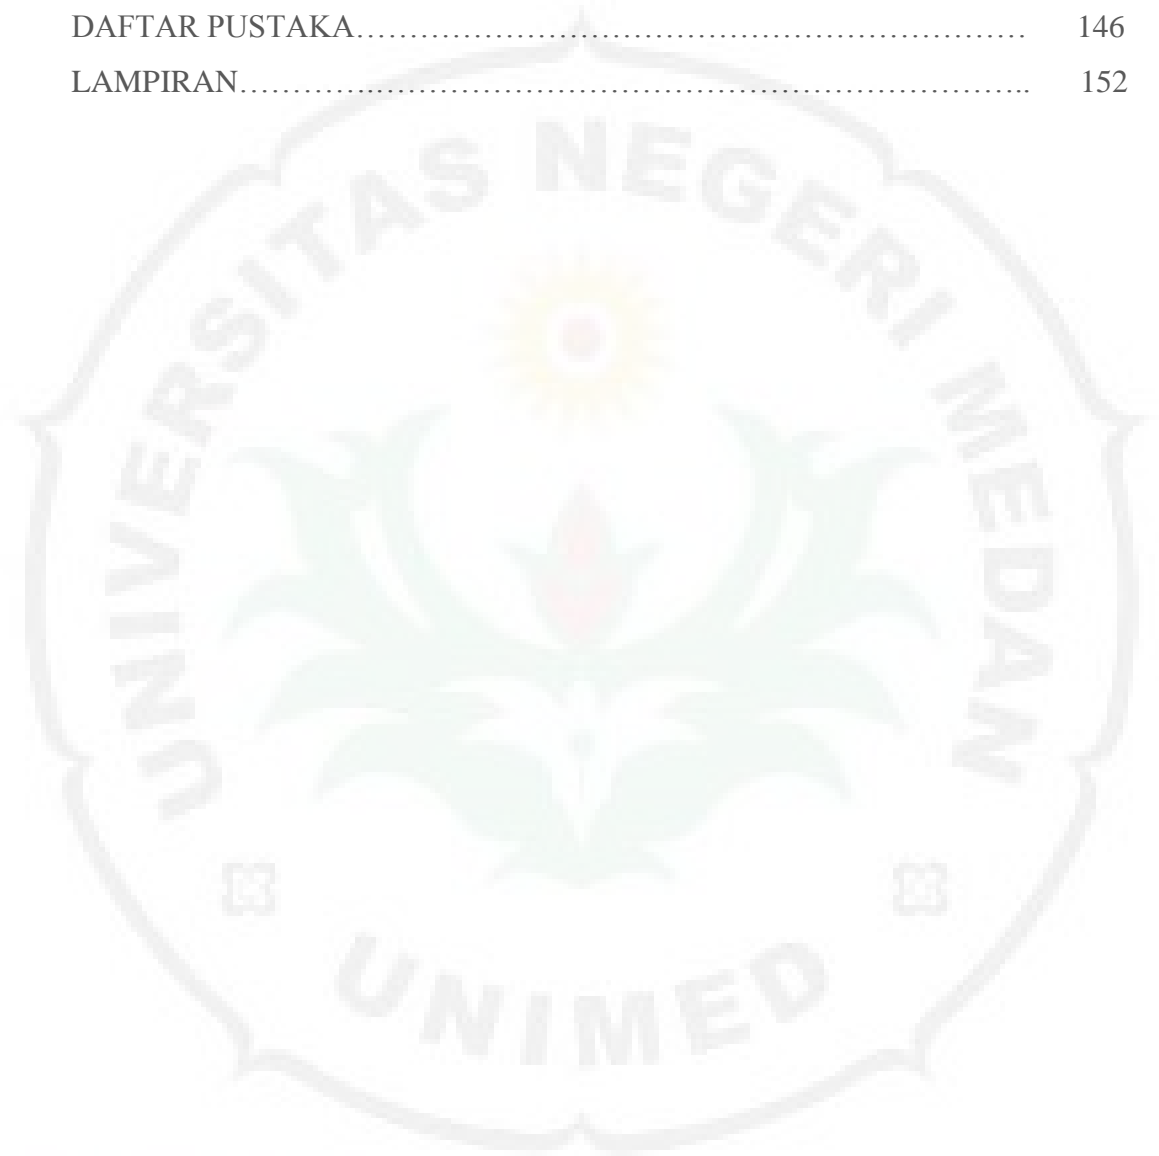 DAFTAR PUSTAKA…………………………………………………… 146
LAMPIRAN…………..……………………………………………………….. 152
UNIVERSITAS NEGERI MEDAN
UNIMED